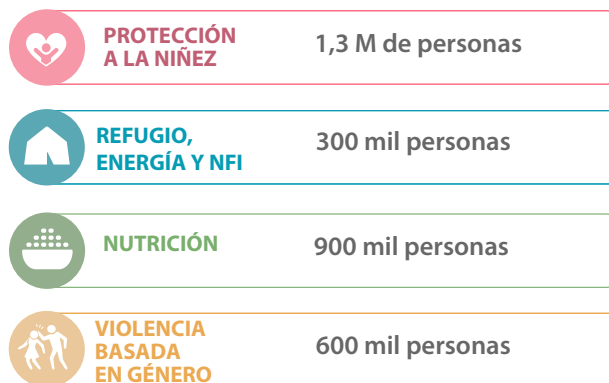 PROTECCIÓN
A LA NIÑEZ
1,3 M de personas
REFUGIO,
ENERGÍA Y NFI
300 mil personas
NUTRICIÓN
900 mil personas
VIOLENCIA
BASADA
EN GÉNERO
600 mil personas